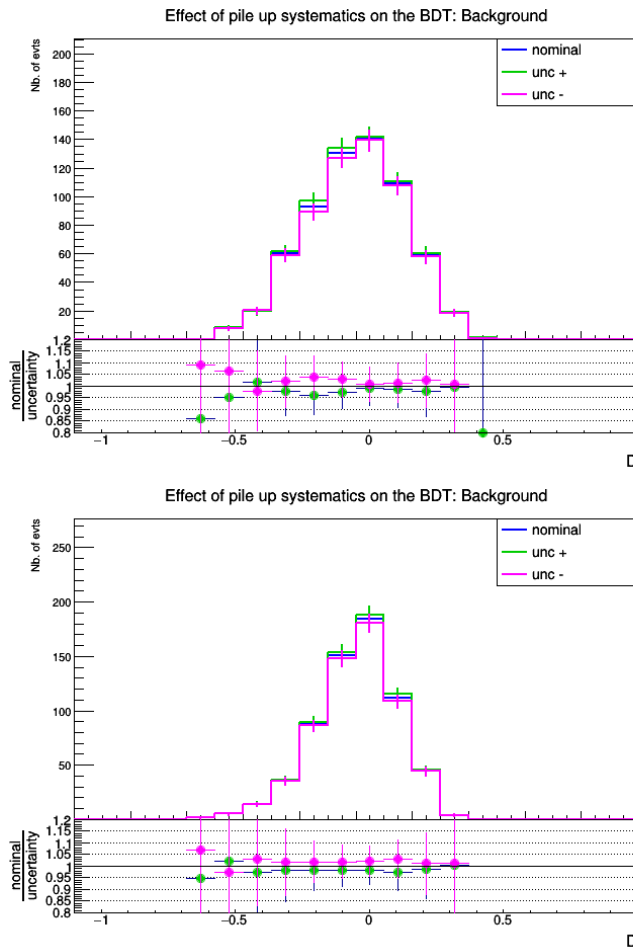 Effect of pile up systematics on the BDT: Background
Nb. of evts
nominal
unc +
unc -
200
180
160
140
120
100
80
60
40
20
nominal
uncertainty
1.2
1.15
1.1
1.05
1
0.95
0.9
0.85
0.8
−1 −0.5 0 0.5
D
Effect of pile up systematics on the BDT: Background
Nb. of evts
nominal
unc +
unc -
250
200
150
100
50
nominal
uncertainty
1.2
1.15
1.1
1.05
1
0.95
0.9
0.85
0.8
−1 −0.5 0 0.5
D